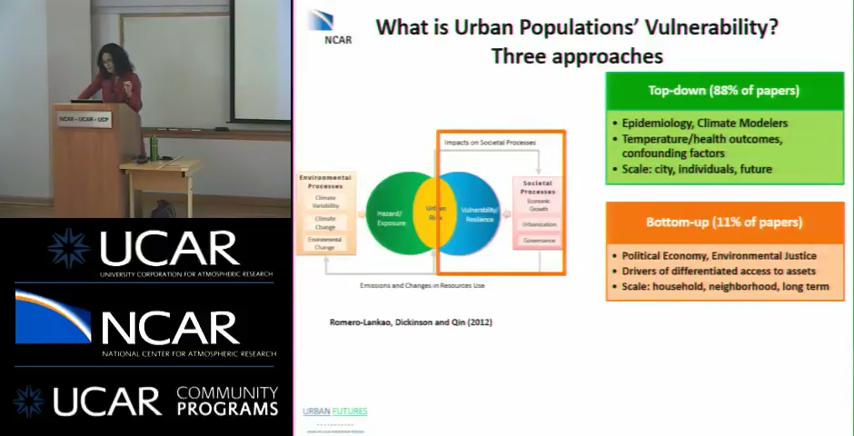 NCAR
What is Urban Populations' Vulnerability?
Three approaches
Top-down (88% of papers)
• Epidemiology, Climate Modelers
• Temperature/health outcomes,
confounding factors
• Scale: city, individuals, future
Bottom-up (11% of papers)
• Political Economy, Environmental Justice
• Drivers of differentiated access to assets
• Scale: household, neighborhood, long term
Impacts on Societal Processes
Environmental
Processes
Climate
Variability
Climate
Change
Environmental
Change
Hazard/
Exposure
Urban
Risk
Vulnerability/
Resilience
Societal
Processes
Economic
Growth
Urbanization
Governance
Emissions and Changes in Resources Use
Romero-Lankao, Dickinson and Qin (2012)
URBAN FUTURES
NCAR - UCAR - UCP
UCAR
UNIVERSITY CORPORATION FOR ATMOSPHERIC RESEARCH
NCAR
NATIONAL CENTER FOR ATMOSPHERIC RESEARCH
UCAR
COMMUNITY
PROGRAMS